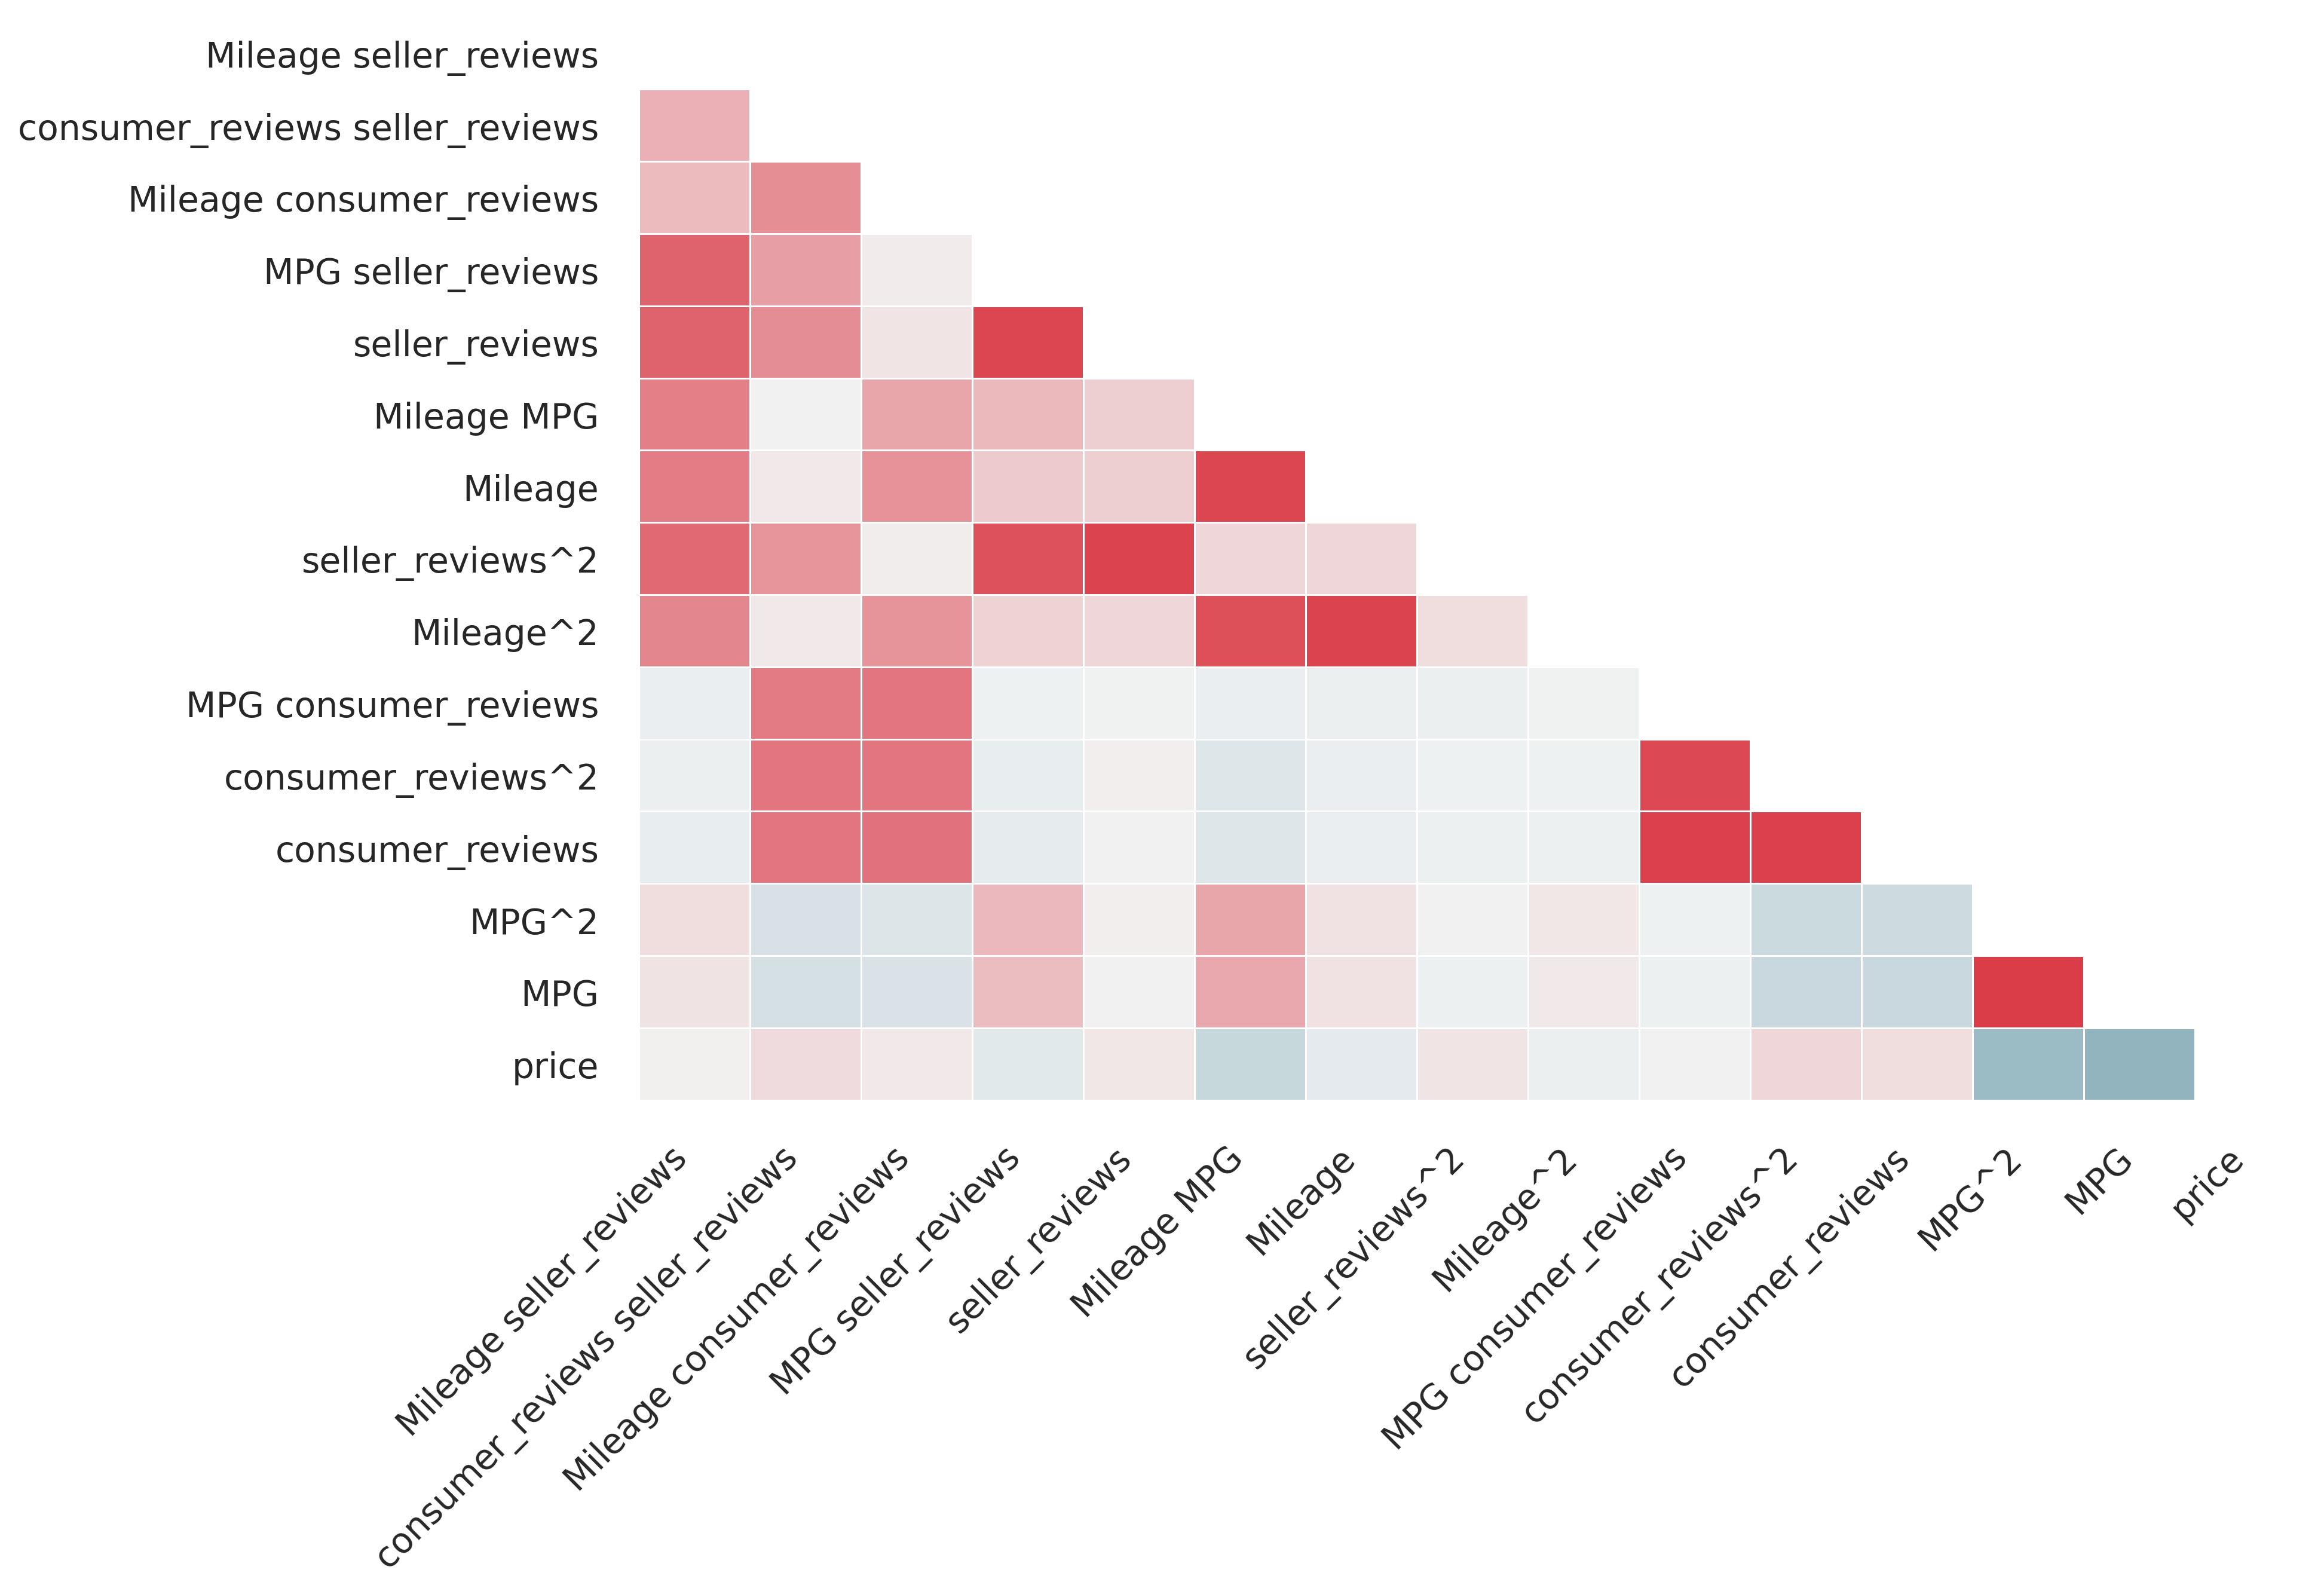 Mileage seller_reviews
consumer_reviews seller_reviews
Mileage consumer_reviews
MPG seller_reviews
seller_reviews
Mileage MPG
Mileage
seller_reviews^2
Mileage^2
MPG consumer_reviews
consumer_reviews^2
consumer_reviews
MPG^2
MPG
price
Mileage seller_reviews
consumer_reviews seller_reviews
Mileage consumer_reviews
MPG seller_reviews
seller_reviews
Mileage MPG
Mileage
seller_reviews^2
Mileage^2
MPG consumer_reviews
consumer_reviews^2
consumer_reviews
MPG^2
MPG
price